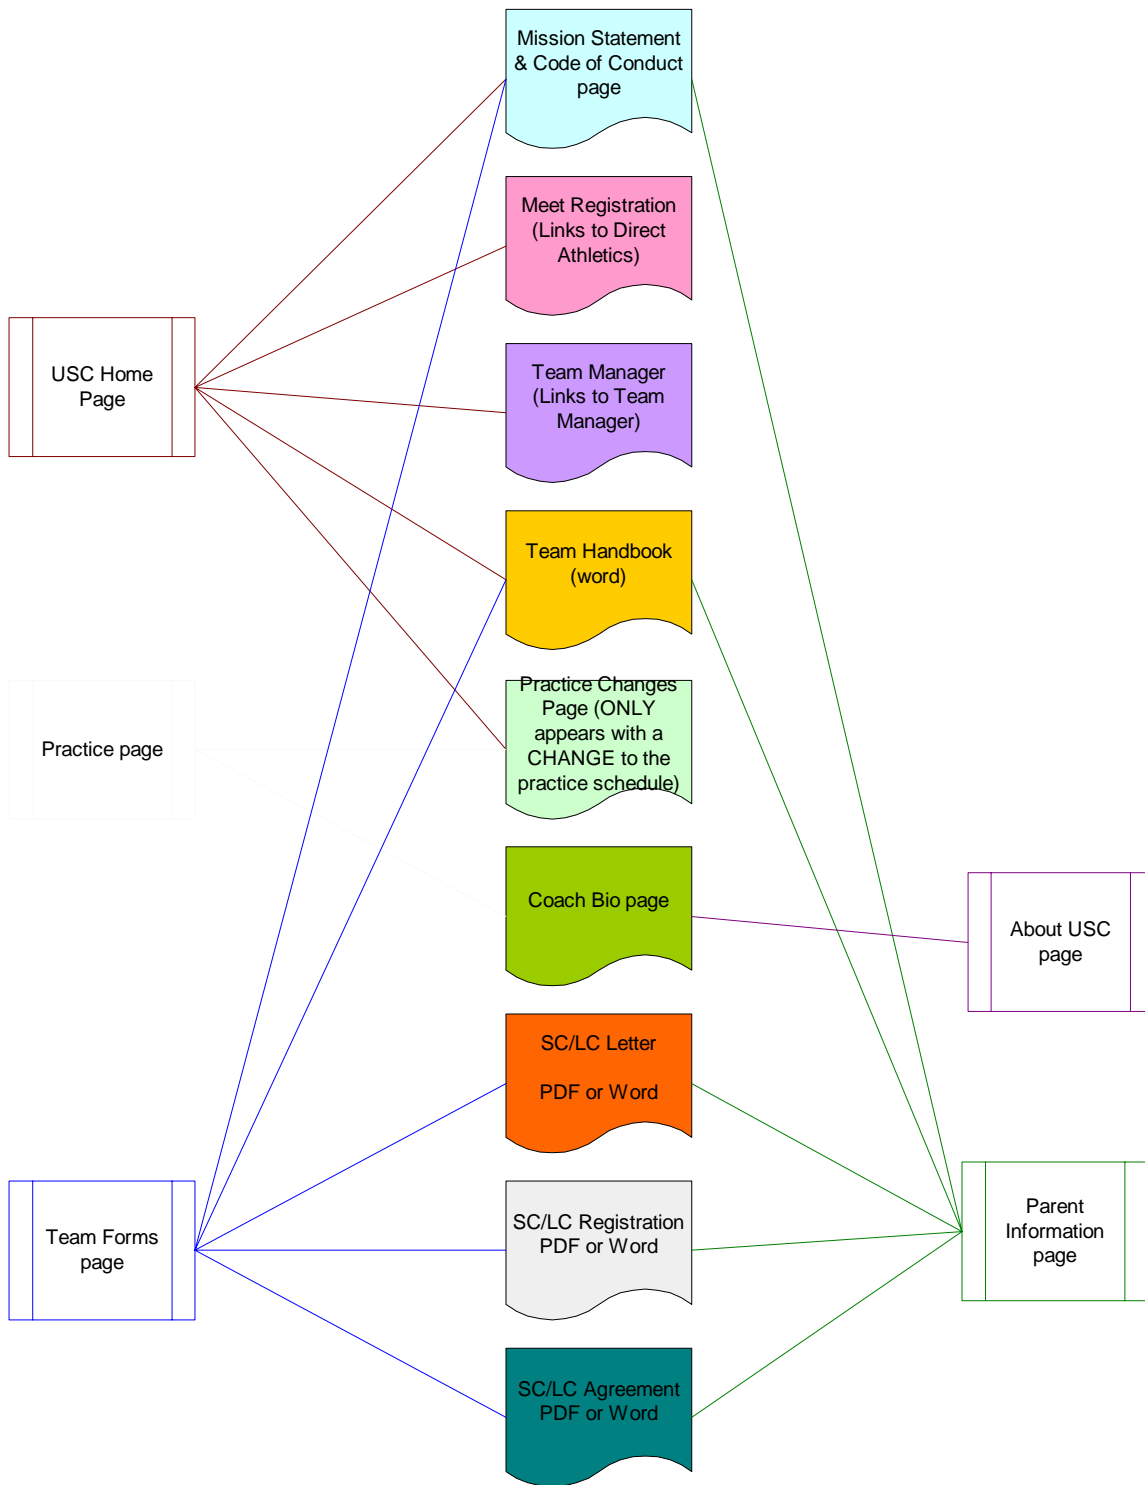 Mission Statement
& Code of Conduct
page
Meet Registration
(Links to Direct
Athletics)
USC Home
Page
Team Manager
(Links to Team
Manager)
Team Handbook
(word)
Practice page
Practice Changes
Page (ONLY
appears with a
CHANGE to the
practice schedule)
Coach Bio page
About USC
page
SC/LC Letter
PDF or Word
Team Forms
page
SC/LC Registration
PDF or Word
Parent
Information
page
SC/LC Agreement
PDF or Word